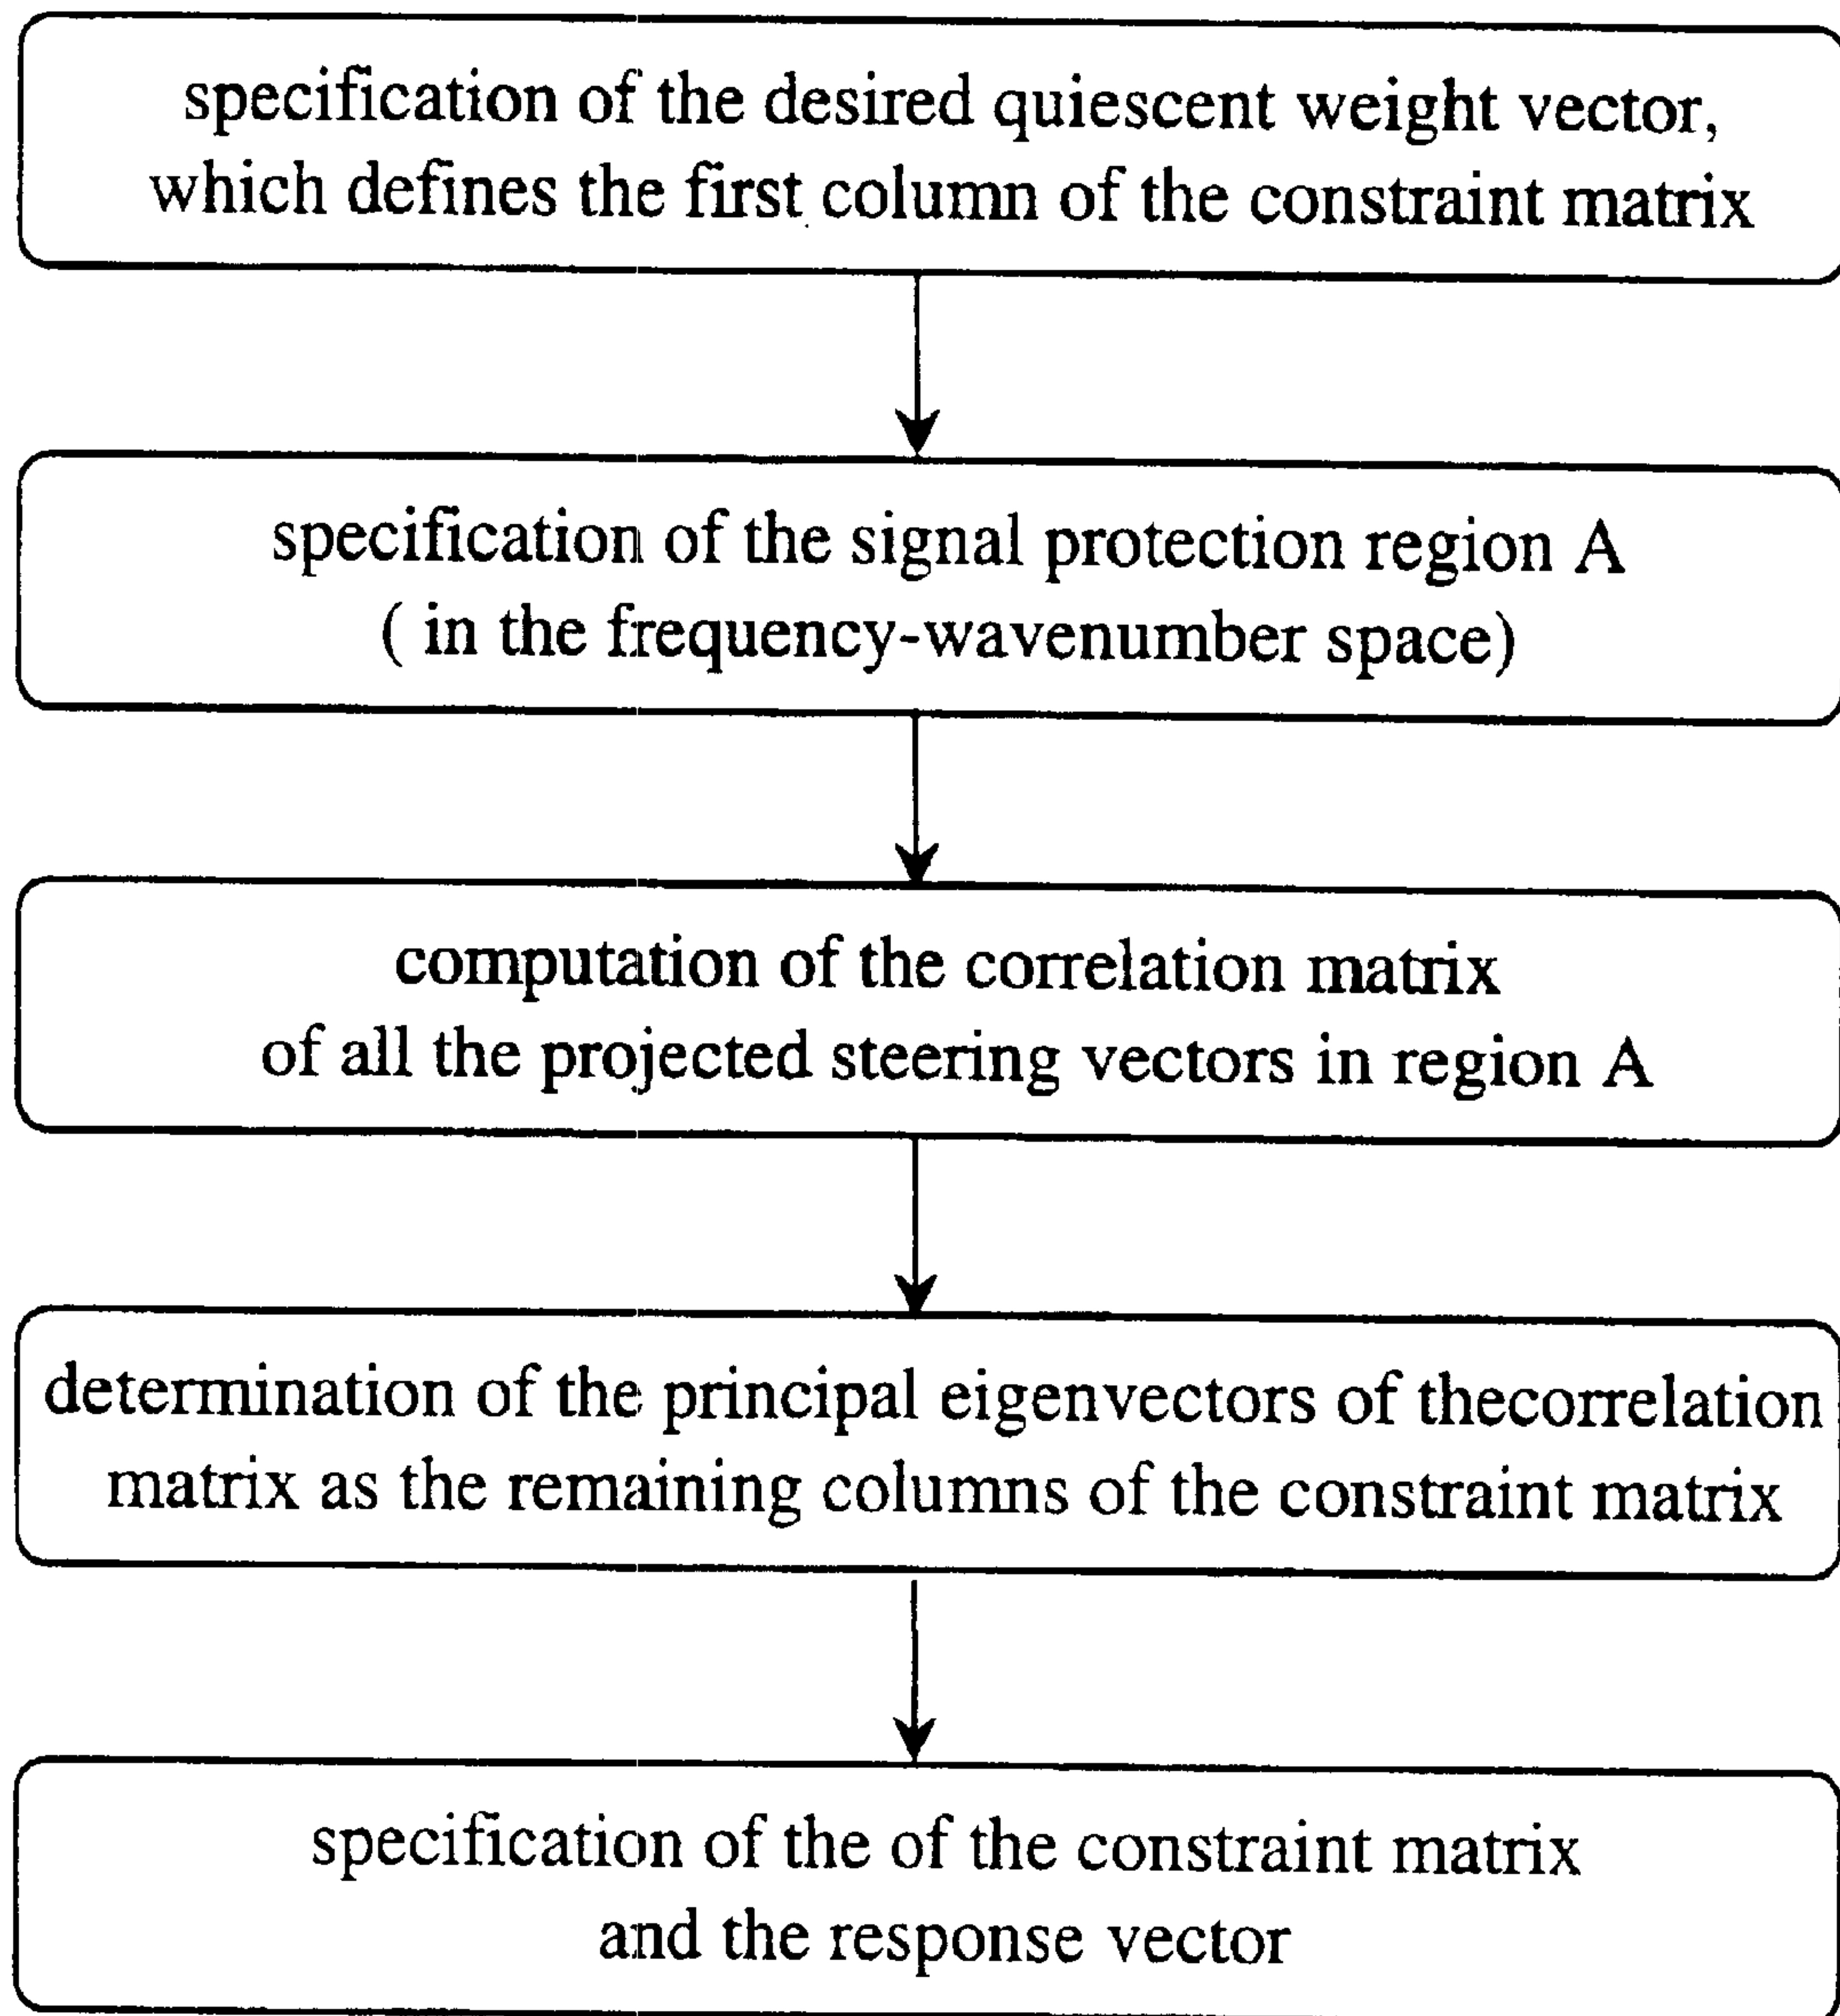 specification of the desired quiescent weight vector,
which defines the first column of the constraint matrix
specification of the signal protection region A
( in the frequency-wavenumber space)
computation of the correlation matrix
of all the projected steering vectors in region A
determination of the principal eigenvectors of thecorrelation
matrix as the remaining columns of the constraint matrix
specification of the of the constraint matrix
and the response vector